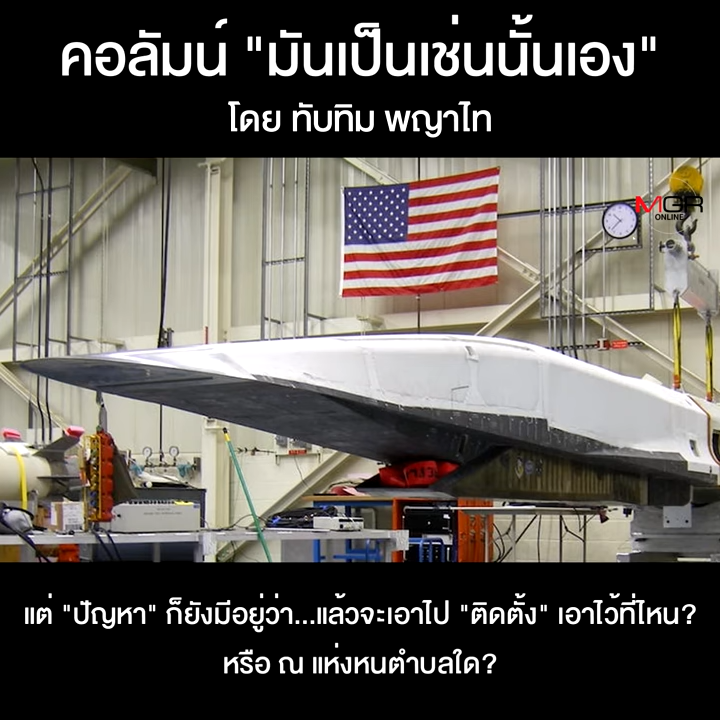 คอลัมน์ "มันเป็นเช่นนั้นเอง"
โดย ทับทิม พญาไท
MGR
ONLINE
แต่ "ปัญหา" ก็ยังมีอยู่ว่า...แล้วจะเอาไป "ติดตั้ง" เอาไว้ที่ไหน?
หรือ ณ แห่งหนตำบลใด?